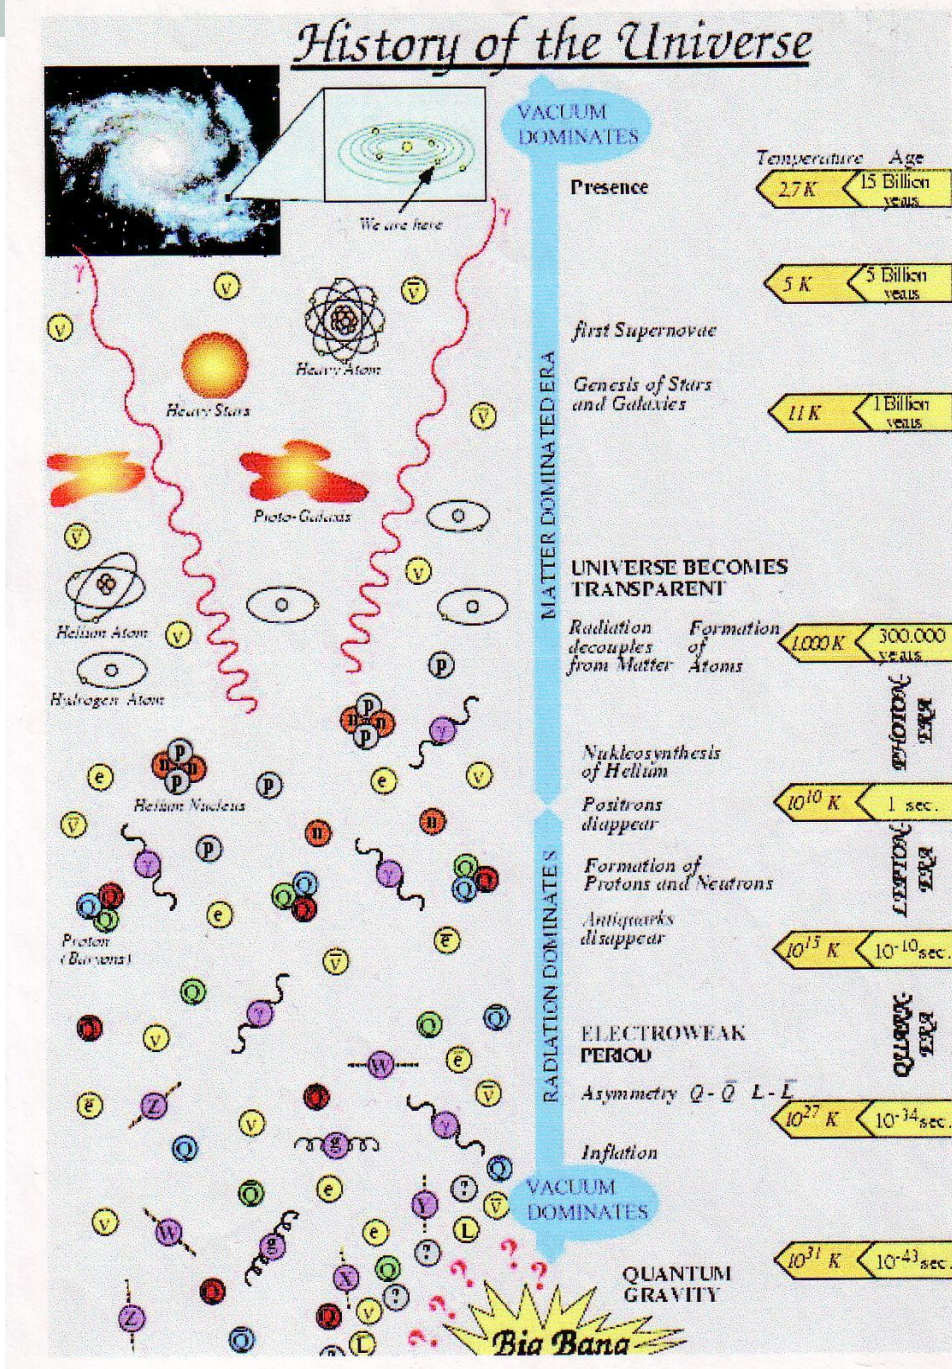 History of the Universe
VACUUM
DOMINATES
Temperature Age
Presence
2.7 K
15 Billion
years
We are here
γ
γ
5 K
5 Billion
years
ν
ν̅
ν
first Supernovae
Heavy Atom
Heavy Stars
Genesis of Stars
and Galaxies
11 K
1 Billion
years
ν̅
MATTER DOMINATED ERA
Proto-Galaxis
ν̅
ν
UNIVERSE BECOMES
TRANSPARENT
Helium Atom
ν
Radiation
decouples
from Matter
Formation
of
Atoms
1.000 K
300.000
years
p
Hydrogen Atom
PHOTON-
ERA
p
n n
p
γ
Nukleosynthesis
of Helium
e
p
n n
p
p
e
ν
Helium Nucleus
Positrons
diappear
10¹⁰ K
1 sec.
ν̅
n
n
p
γ
γ
LEPTON-
ERA
RADIATION DOMINATES
Formation of
Protons and Neutrons
Q Q Q
Q Q Q
Q Q Q
e
Antiquarks
disappear
Proton
(Baryons)
e̅
ν̅
10¹⁵ K
10⁻¹⁰sec.
Q
γ
Q
ν
Q
Q̅
QUARK-
ERA
ELECTROWEAK
PERIOD
W
e̅
Asymmetry Q - Q̅ L - L̅
e̅
Z
ν̅
10²⁷ K
10⁻³⁴sec.
ν
γ
Q
g
Inflation
Q
Q̅
e
?
VACUUM
DOMINATES
Y
ν̅
ν
W
g
e
L
?
QUANTUM
GRAVITY
10³¹ K
10⁻⁴³sec.
? ? ? ? ?
X
Q
?
Z
Q
ν
Q̅
L
?
Big Bang